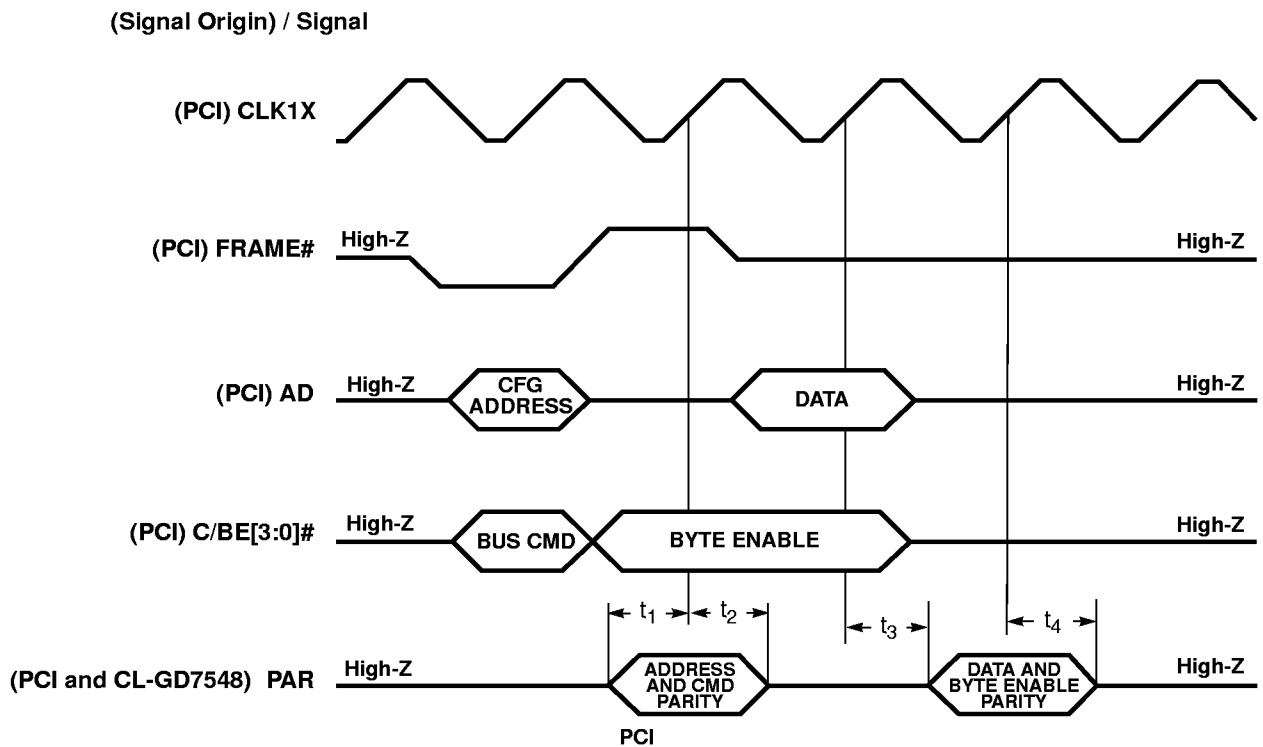 (Signal Origin) / Signal
(PCI) CLK1X
(PCI) FRAME#
High-Z
High-Z
(PCI) AD
High-Z
CFG
ADDRESS
DATA
High-Z
(PCI) C/BE[3:0]#
High-Z
BUS CMD
BYTE ENABLE
High-Z
t1
t2
t3
t4
(PCI and CL-GD7548) PAR
High-Z
ADDRESS
AND CMD
PARITY
DATA AND
BYTE ENABLE
PARITY
High-Z
PCI